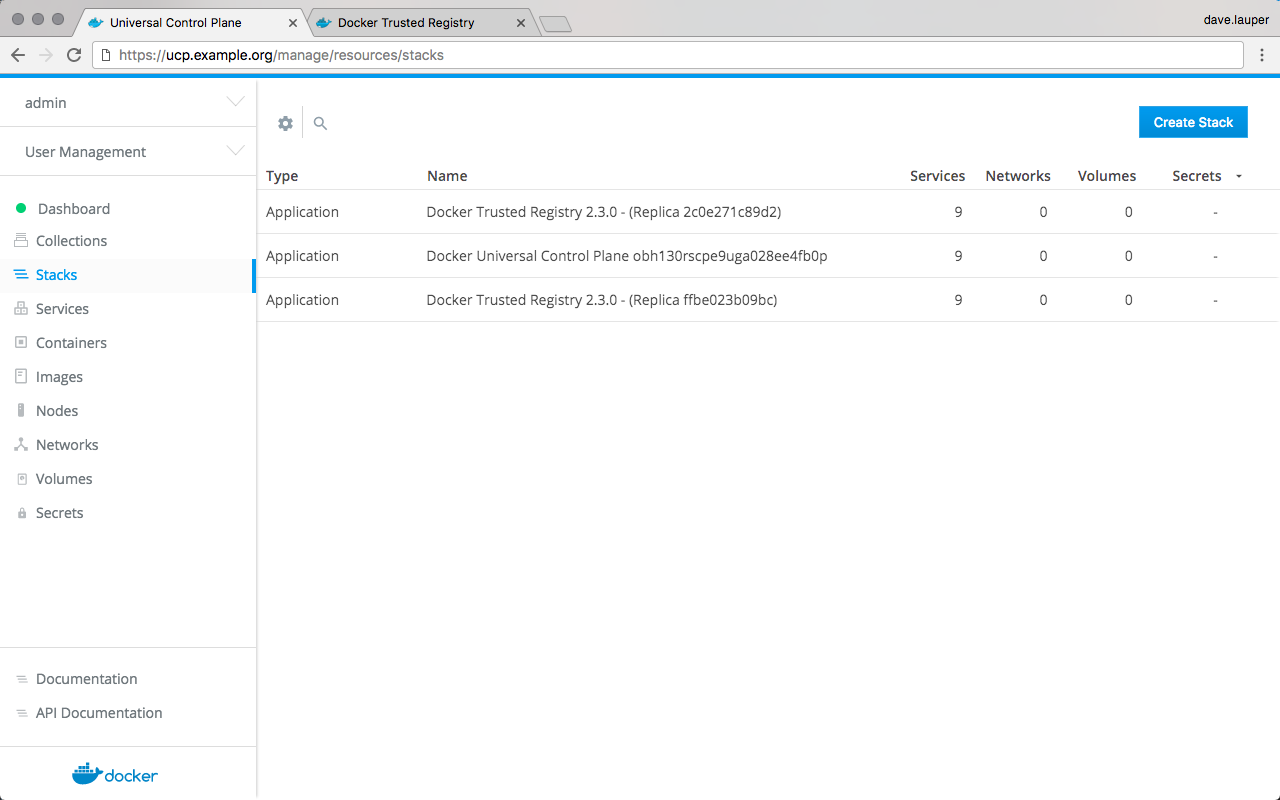 Universal Control Plane
Docker Trusted Registry
dave.lauper
https://ucp.example.org/manage/resources/stacks
admin
User Management
Dashboard
Collections
Stacks
Services
Containers
Images
Nodes
Networks
Volumes
Secrets
Documentation
API Documentation
docker
Create Stack
Type Name Services Networks Volumes Secrets
Application Docker Trusted Registry 2.3.0 - (Replica 2c0e271c89d2) 9 0 0 -
Application Docker Universal Control Plane obh130rscpe9uga028ee4fb0p 9 0 0 -
Application Docker Trusted Registry 2.3.0 - (Replica ffbe023b09bc) 9 0 0 -